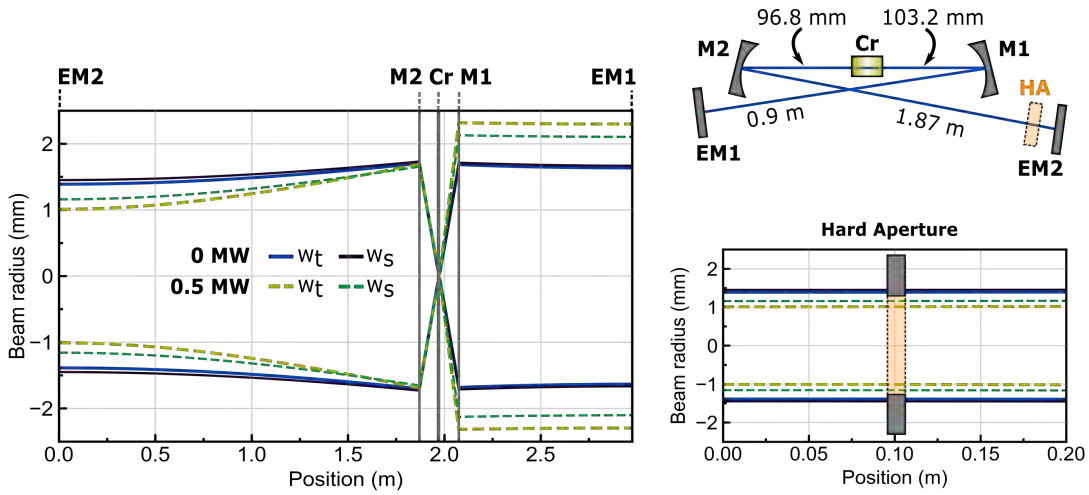 EM2
M2
Cr
M1
EM1
Beam radius (mm)
2
1
0
−1
−2
0 MW
wt
ws
0.5 MW
wt
ws
0.0
0.5
1.0
1.5
2.0
2.5
Position (m)
96.8 mm
103.2 mm
M2
Cr
M1
HA
0.9 m
1.87 m
EM1
EM2
Hard Aperture
Beam radius (mm)
2
1
0
−1
−2
0.00
0.05
0.10
0.15
0.20
Position (m)